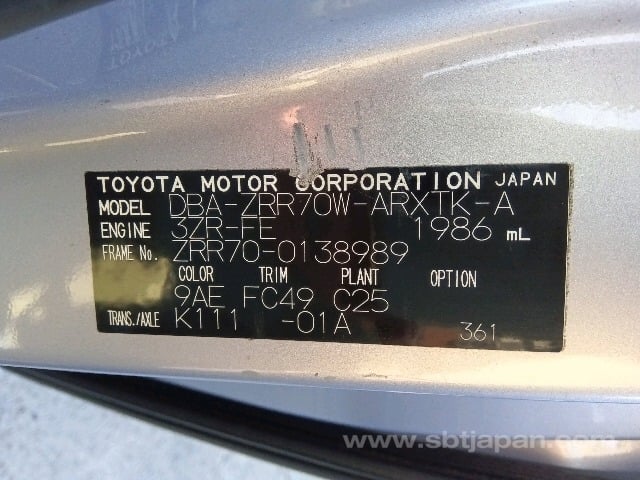 TOYOTA MOTOR CORPORATION JAPAN
MODEL DBA-ZRR70W-ARXTK-A
ENGINE 3ZR-FE 1986 mL
FRAME No. ZRR70-0138989
COLOR TRIM PLANT OPTION
9AE FC49 C25
TRANS./AXLE K111 -01A 361
www.sbtjapan.com